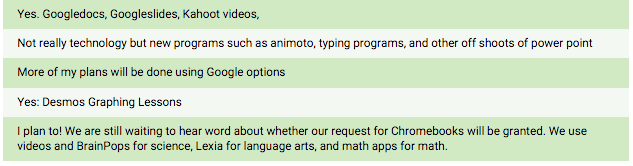 Yes. Googledocs, Googleslides, Kahoot videos,
Not really technology but new programs such as animoto, typing programs, and other off shoots of power point
More of my plans will be done using Google options
Yes: Desmos Graphing Lessons
I plan to! We are still waiting to hear word about whether our request for Chromebooks will be granted. We use
videos and BrainPops for science, Lexia for language arts, and math apps for math.